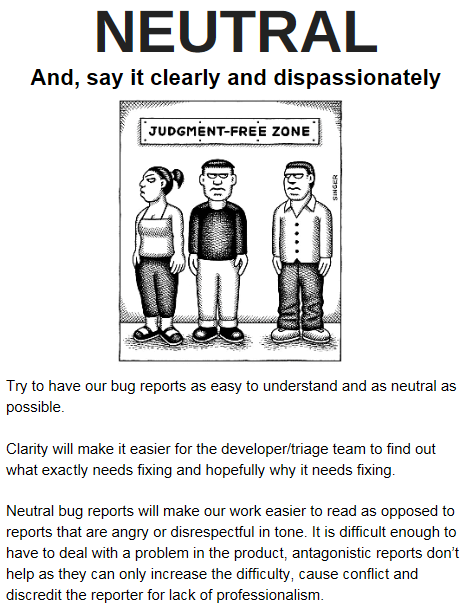 NEUTRAL
And, say it clearly and dispassionately
JUDGMENT-FREE ZONE
SINGER
Try to have our bug reports as easy to understand and as neutral as
possible.
Clarity will make it easier for the developer/triage team to find out
what exactly needs fixing and hopefully why it needs fixing.
Neutral bug reports will make our work easier to read as opposed to
reports that are angry or disrespectful in tone. It is difficult enough to
have to deal with a problem in the product, antagonistic reports don’t
help as they can only increase the difficulty, cause conflict and
discredit the reporter for lack of professionalism.